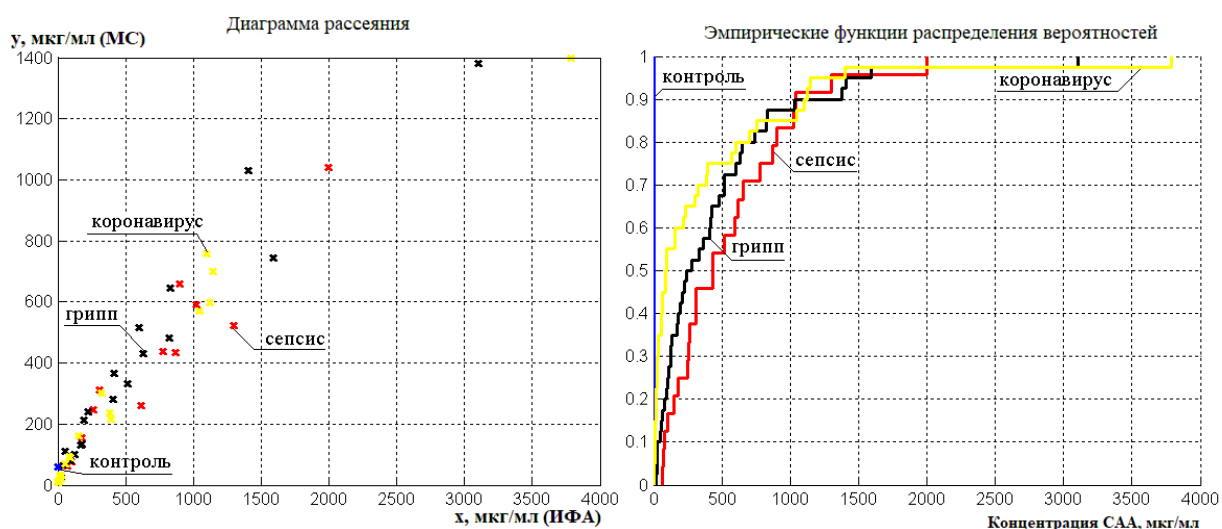 Диаграмма рассеяния
y, мкг/мл (МС)
1400
1200
1000
800
600
400
200
0
коронавирус
грипп
сепсис
контроль
0 500 1000 1500 2000 2500 3000 3500 4000
x, мкг/мл (ИФА)
Эмпирические функции распределения вероятностей
1
0.9
0.8
0.7
0.6
0.5
0.4
0.3
0.2
0.1
0
контроль
коронавирус
сепсис
грипп
0 500 1000 1500 2000 2500 3000 3500 4000
Концентрация САА, мкг/мл